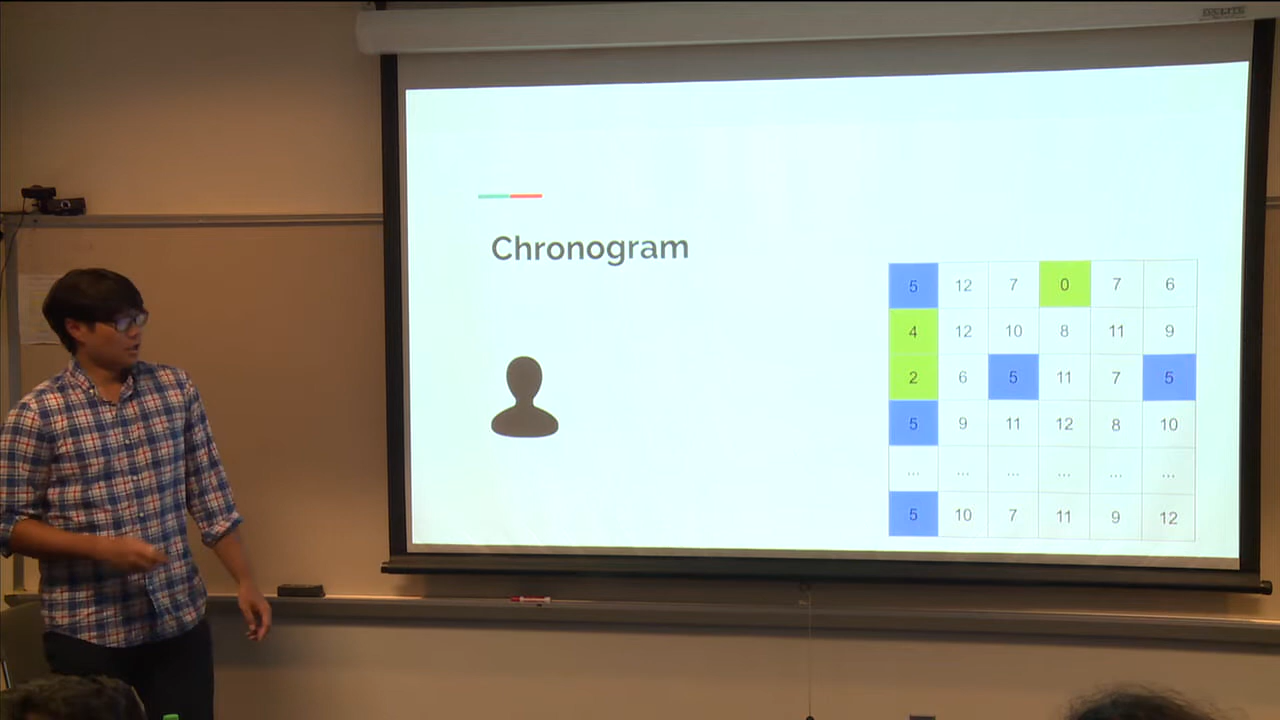 Chronogram
5 12 7 0 7 6
4 12 10 8 11 9
2 6 5 11 7 5
5 9 11 12 8 10
... ... ... ... ... ...
5 10 7 11 9 12